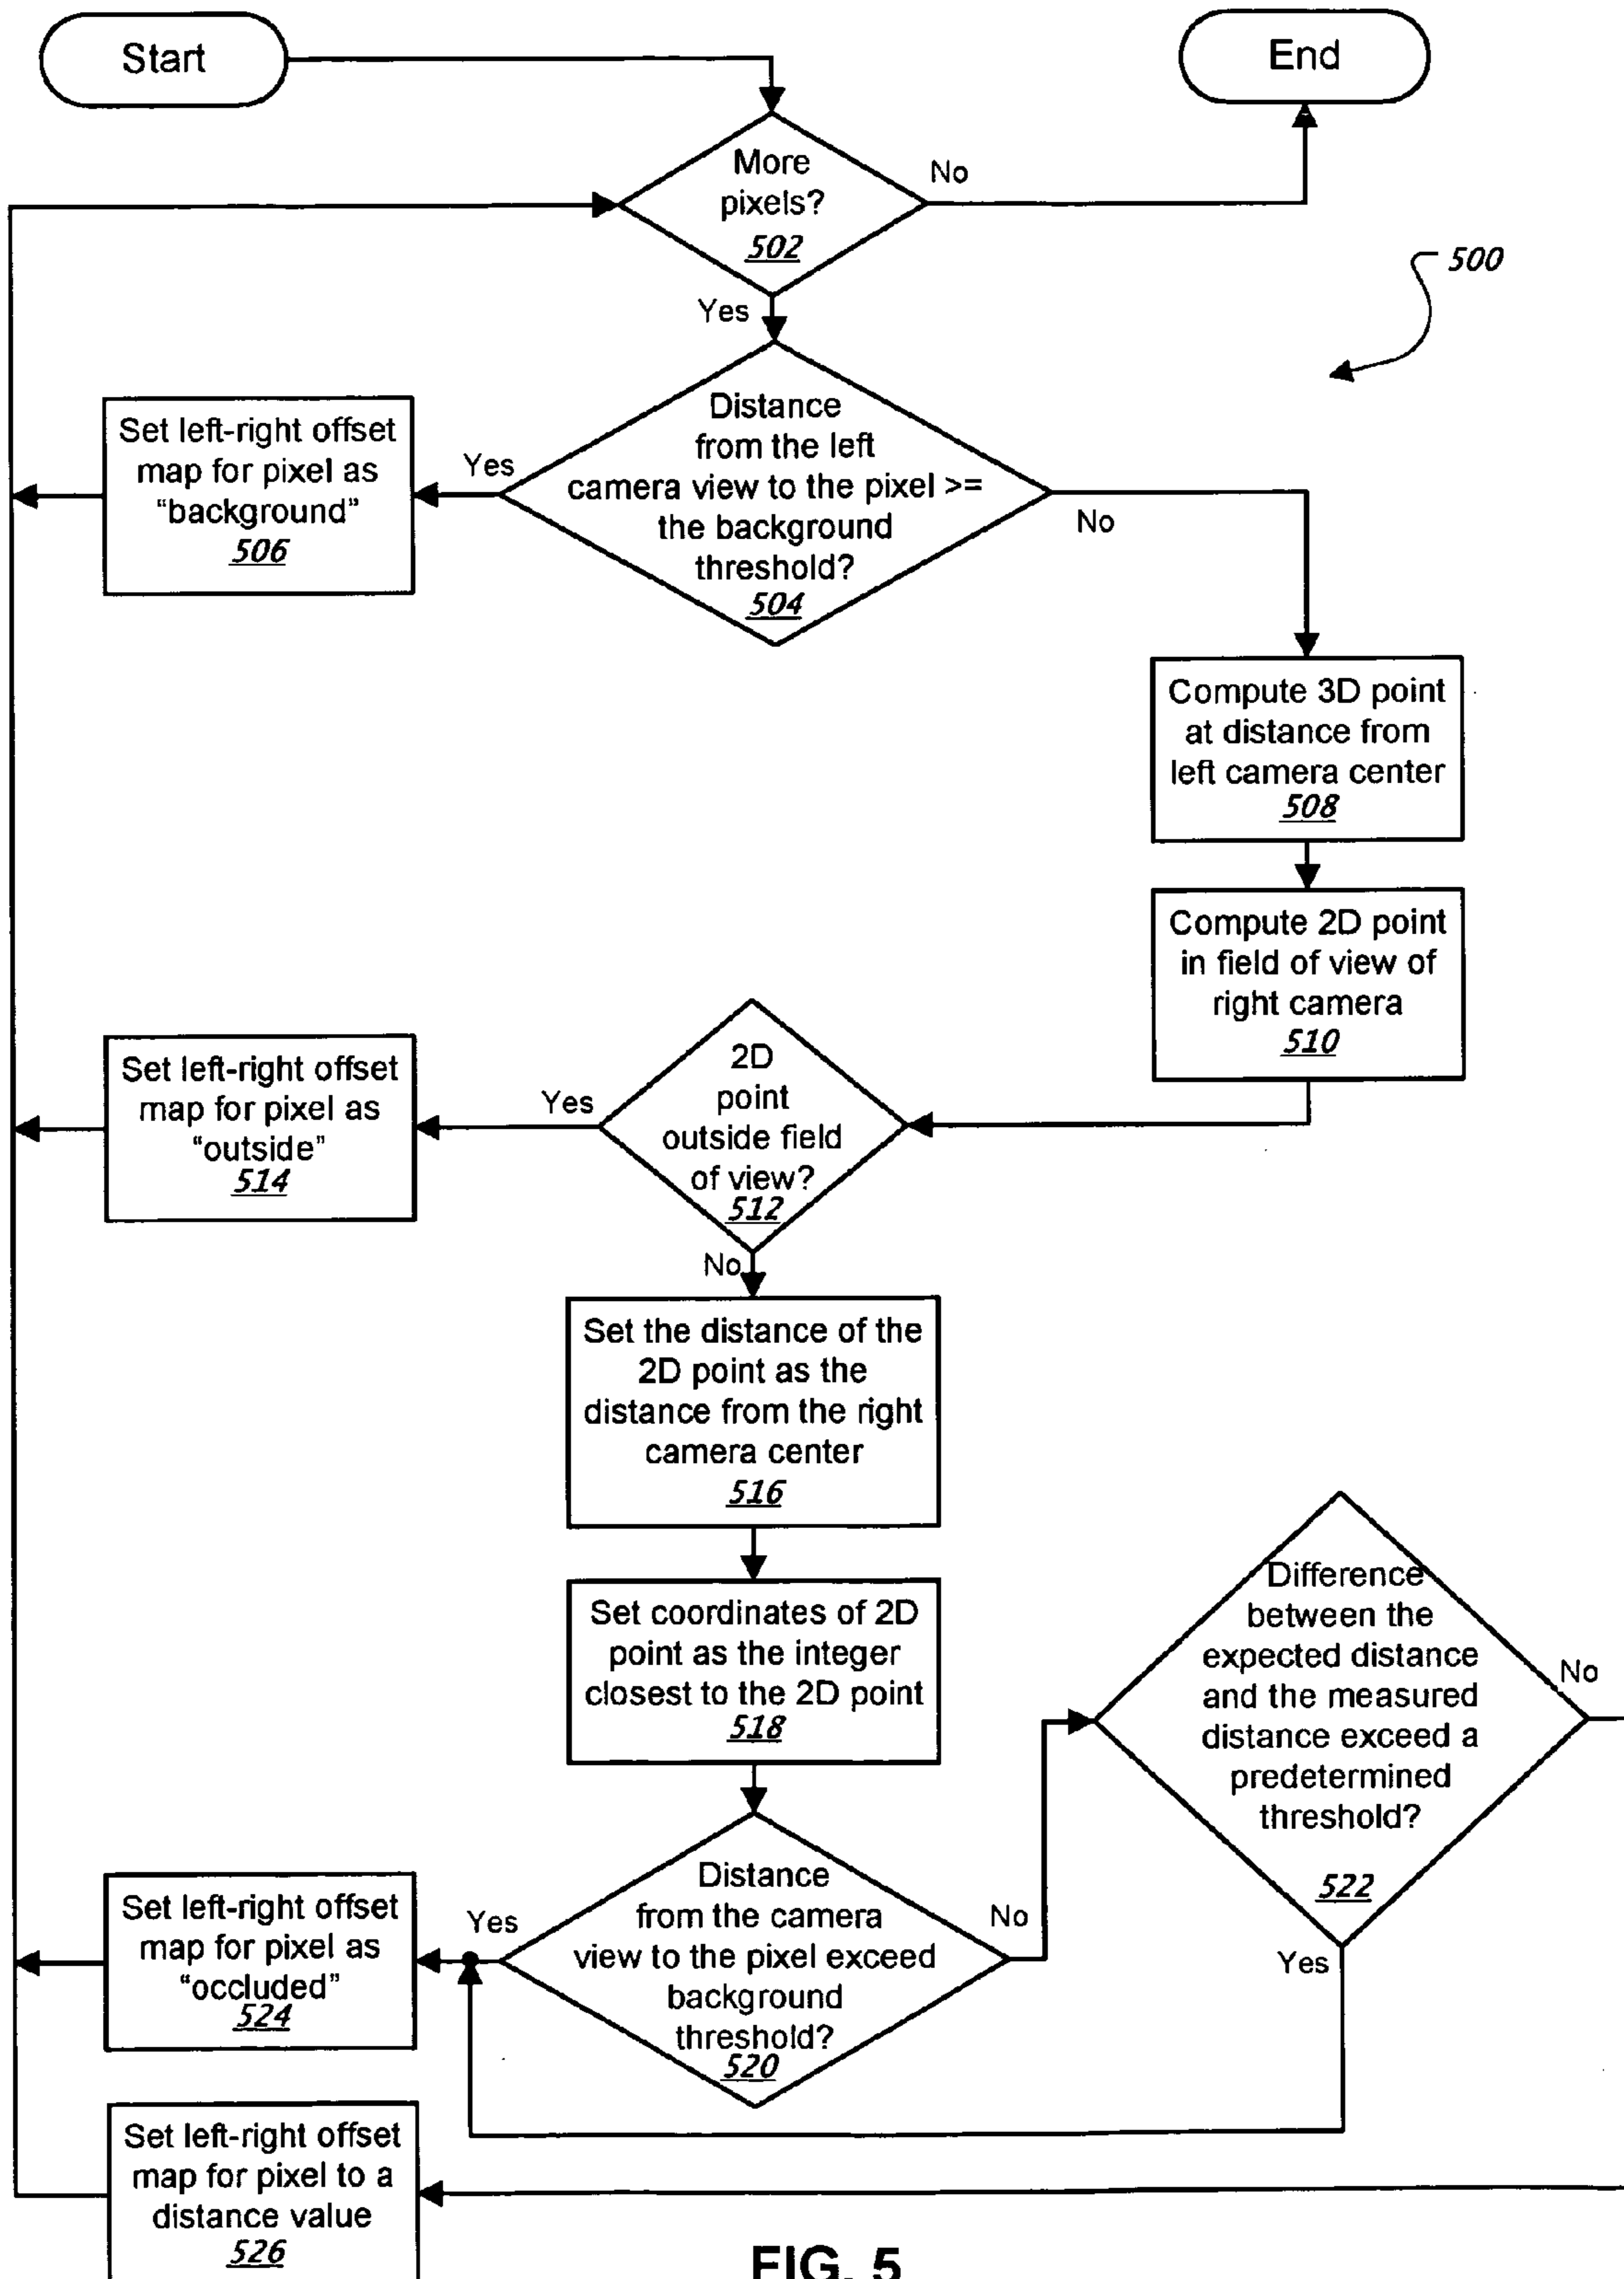 Start
End
More
pixels?
502
No
Yes
500
Distance
from the left
camera view to the pixel >=
the background
threshold?
504
Yes
No
Set left-right offset
map for pixel as
“background”
506
Compute 3D point
at distance from
left camera center
508
Compute 2D point
in field of view of
right camera
510
2D
point
outside field
of view?
512
Yes
No
Set left-right offset
map for pixel as
“outside”
514
Set the distance of the
2D point as the
distance from the right
camera center
516
Set coordinates of 2D
point as the integer
closest to the 2D point
518
Distance
from the camera
view to the pixel exceed
background
threshold?
520
Yes
No
Difference
between the
expected distance
and the measured
distance exceed a
predetermined
threshold?
522
No
Yes
Set left-right offset
map for pixel as
“occluded”
524
Set left-right offset
map for pixel to a
distance value
526
FIG. 5